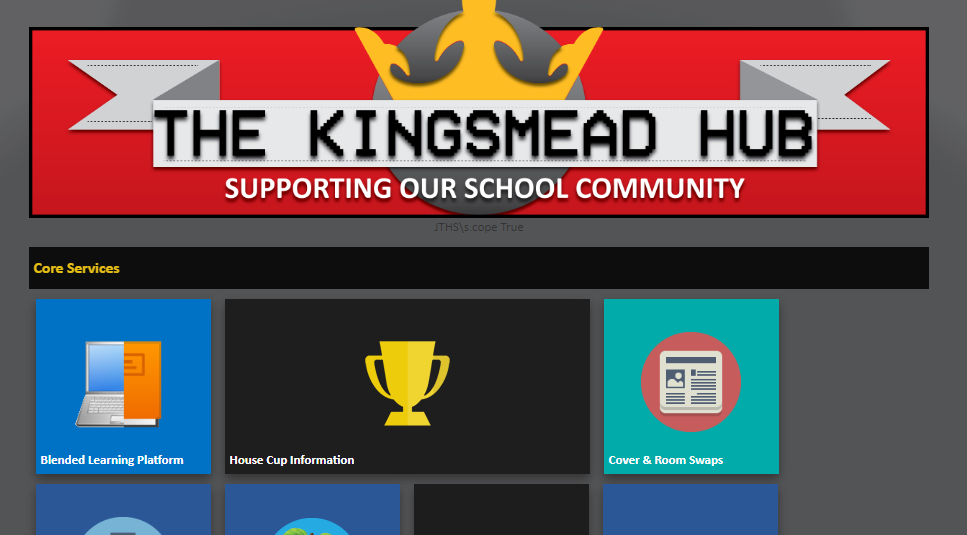 THE KINGSMEAD HUB
SUPPORTING OUR SCHOOL COMMUNITY
JTHS\s.cope True
Core Services
Blended Learning Platform
House Cup Information
Cover & Room Swaps